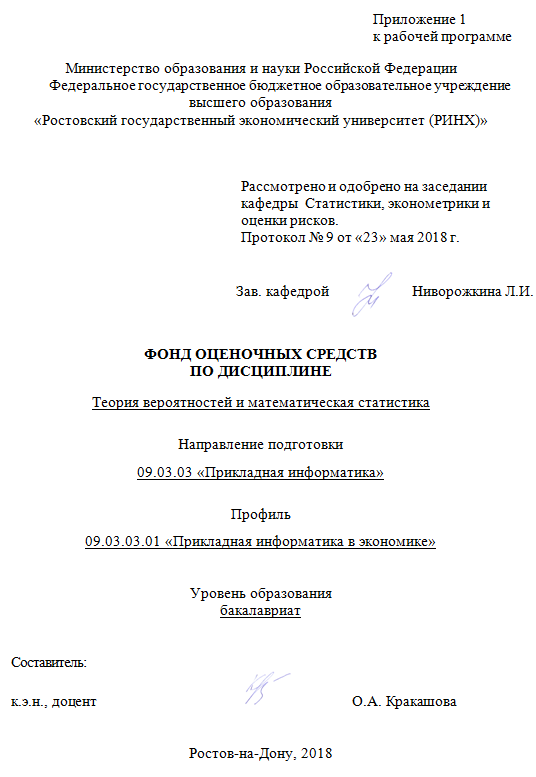 Приложение 1
к рабочей программе
Министерство образования и науки Российской Федерации
Федеральное государственное бюджетное образовательное учреждение
высшего образования
«Ростовский государственный экономический университет (РИНХ)»
Рассмотрено и одобрено на заседании
кафедры Статистики, эконометрики и
оценки рисков.
Протокол № 9 от «23» мая 2018 г.
Зав. кафедрой Ниворожкина Л.И.
ФОНД ОЦЕНОЧНЫХ СРЕДСТВ
ПО ДИСЦИПЛИНЕ
Теория вероятностей и математическая статистика
Направление подготовки
09.03.03 «Прикладная информатика»
Профиль
09.03.03.01 «Прикладная информатика в экономике»
Уровень образования
бакалавриат
Составитель:
к.э.н., доцент О.А. Кракашова
Ростов-на-Дону, 2018